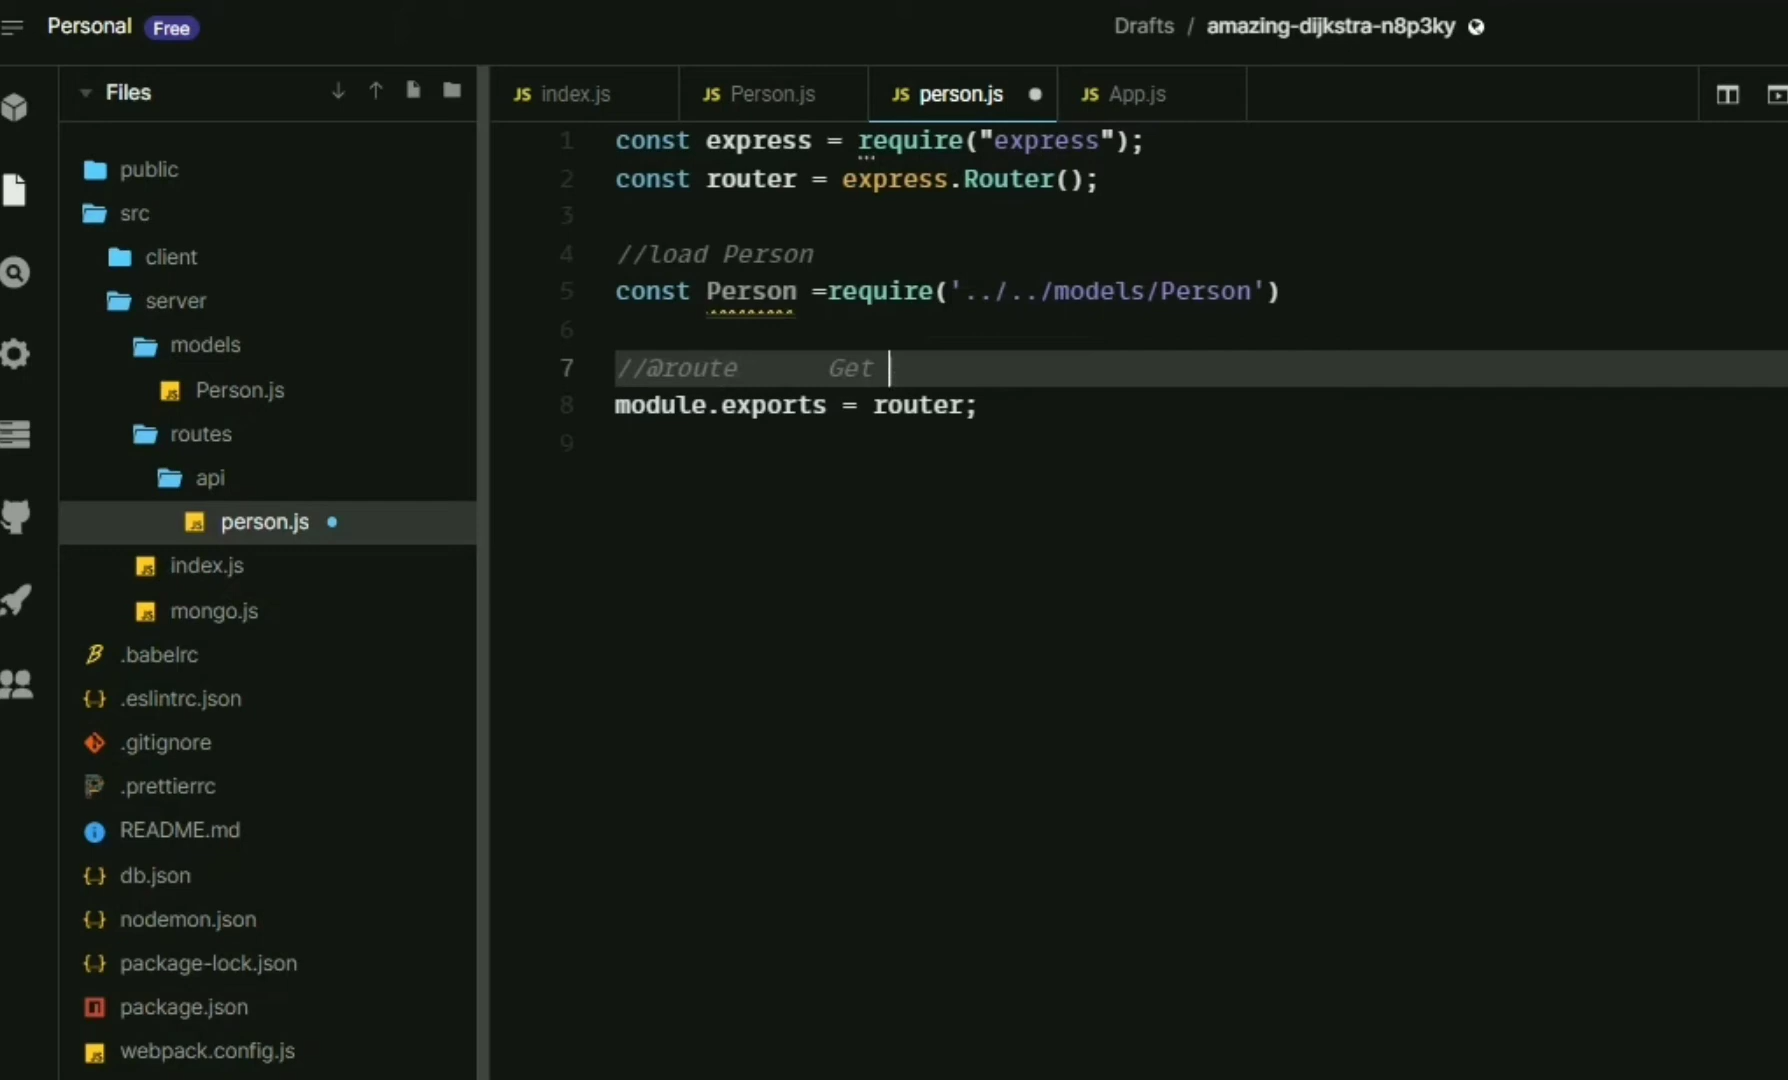 Personal Free Drafts / amazing-dijkstra-n8p3ky
Files
public
src
client
server
models
Person.js
routes
api
person.js
index.js
mongo.js
.babelrc
.eslintrc.json
.gitignore
.prettierrc
README.md
db.json
nodemon.json
package-lock.json
package.json
webpack.config.js
JS index.js JS Person.js JS person.js JS App.js
1 const express = require("express");
2 const router = express.Router();
3
4 //load Person
5 const Person =require('../../models/Person')
6
7 //@route Get
8 module.exports = router;
9